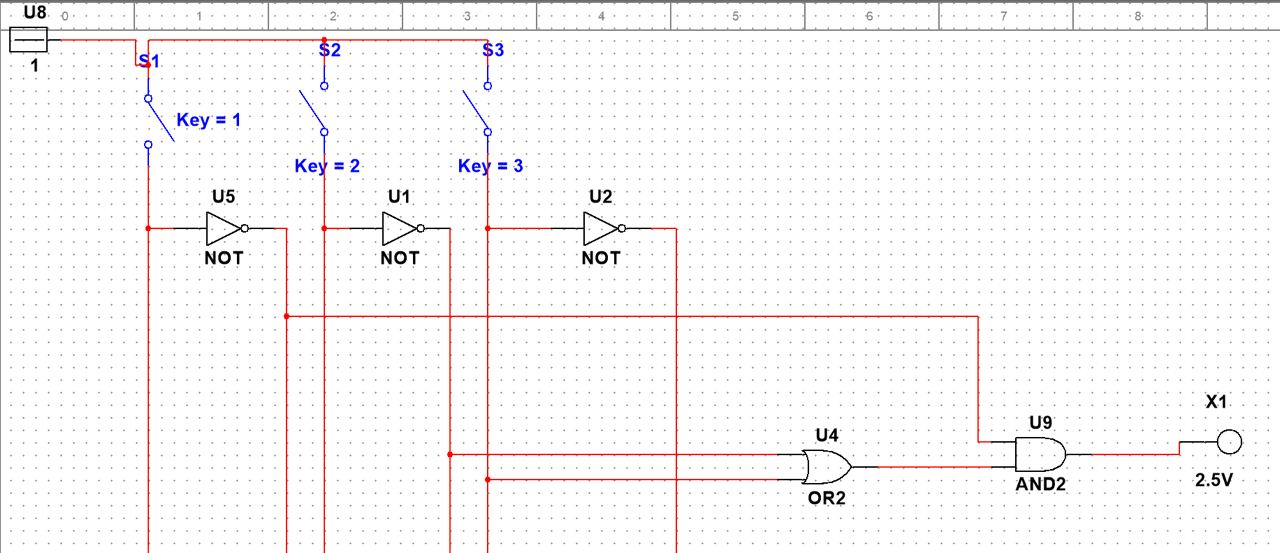 U8
0 1 2 3 4 5 6 7 8
1
S1
S2
S3
Key = 1
Key = 2
Key = 3
U5
U1
U2
NOT
NOT
NOT
X1
U9
U4
AND2
2.5V
OR2